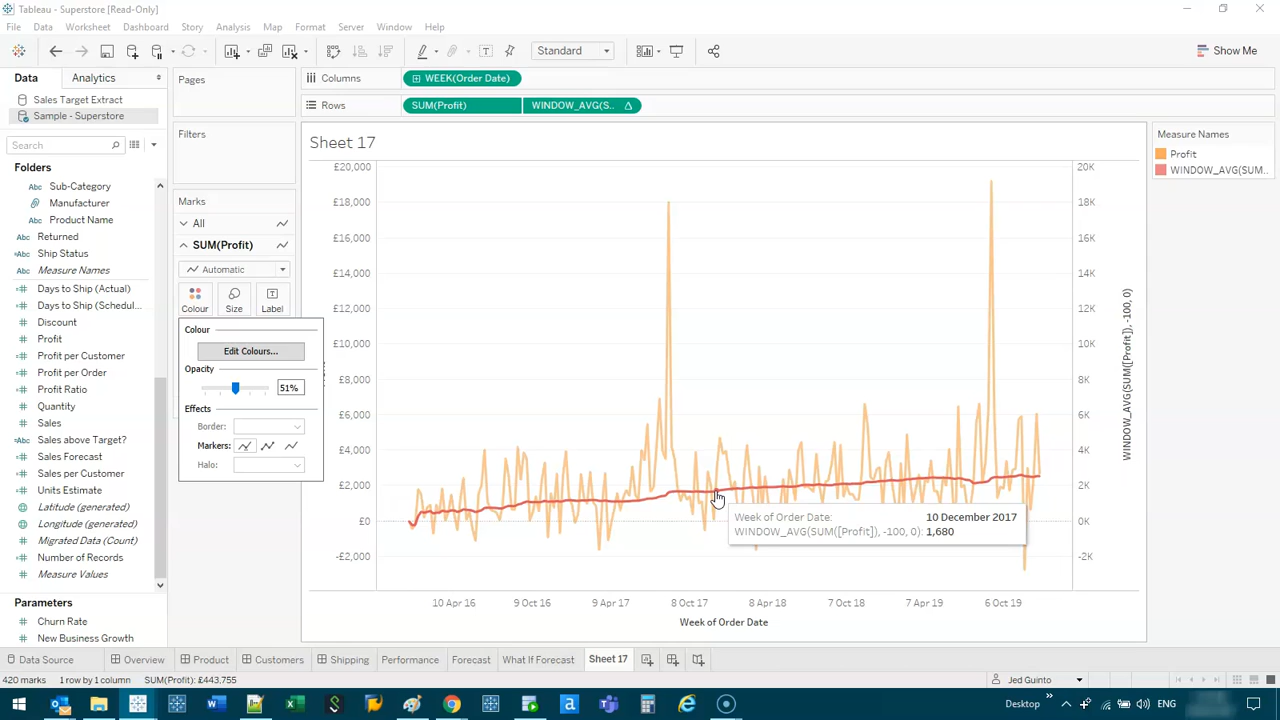 Tableau - Superstore [Read-Only]
File Data Worksheet Dashboard Story Analysis Map Format Server Window Help
Standard
Show Me
Data Analytics
Sales Target Extract
Sample - Superstore
Search
Folders
Abc Sub-Category
Manufacturer
Abc Product Name
Abc Returned
Abc Ship Status
Abc Measure Names
Days to Ship (Actual)
Days to Ship (Schedul...
Discount
Profit
Profit per Customer
Profit per Order
Profit Ratio
Quantity
Sales
Abc Sales above Target?
Sales Forecast
Sales per Customer
Units Estimate
Latitude (generated)
Longitude (generated)
Migrated Data (Count)
Number of Records
Measure Values
Parameters
Churn Rate
New Business Growth
Pages
Filters
Marks
All
SUM(Profit)
Automatic
Colour Size Label
Colour
Edit Colours...
Opacity
51%
Effects
Border:
Markers:
Halo:
Columns WEEK(Order Date)
Rows SUM(Profit) WINDOW_AVG(S..
Sheet 17
£20,000
£18,000
£16,000
£14,000
£12,000
£10,000
£8,000
£6,000
£4,000
£2,000
£0
-£2,000
20K
18K
16K
14K
12K
10K
8K
6K
4K
2K
0K
-2K
WINDOW_AVG(SUM([Profit]), -100, 0)
Week of Order Date: 10 December 2017
WINDOW_AVG(SUM([Profit]), -100, 0): 1,680
10 Apr 16 9 Oct 16 9 Apr 17 8 Oct 17 8 Apr 18 7 Oct 18 7 Apr 19 6 Oct 19
Week of Order Date
Measure Names
Profit
WINDOW_AVG(SUM..
Data Source Overview Product Customers Shipping Performance Forecast What If Forecast Sheet 17
420 marks 1 row by 1 column SUM(Profit): £443,755
Jed Guinto
Desktop
ENG